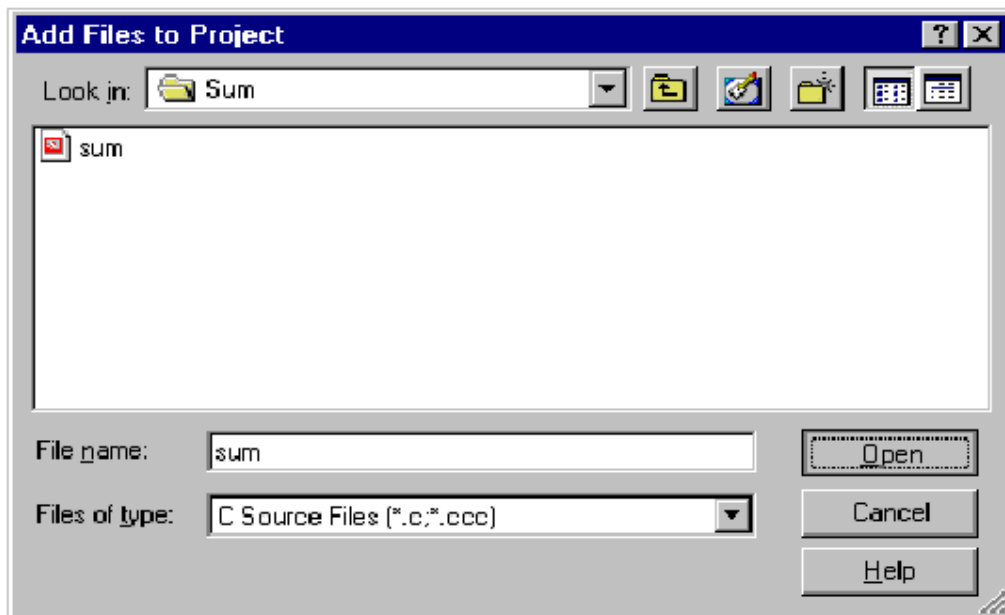 Add Files to Project
Look in: Sum
sum
File name: sum
Open
Files of type: C Source Files (*.c;*.ccc)
Cancel
Help